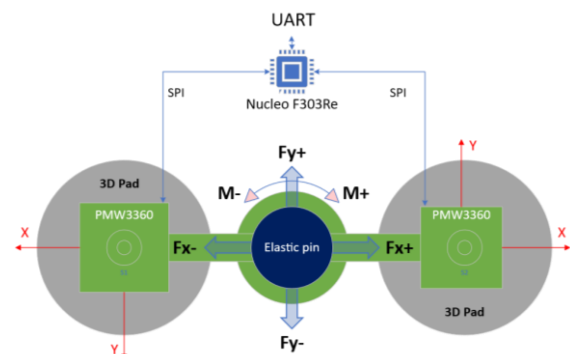 UART
SPI
SPI
Nucleo F303Re
Y
Fy+
3D Pad
M-
M+
PMW3360
PMW3360
X
Fx-
Elastic pin
Fx+
X
3D Pad
Y
Fy-